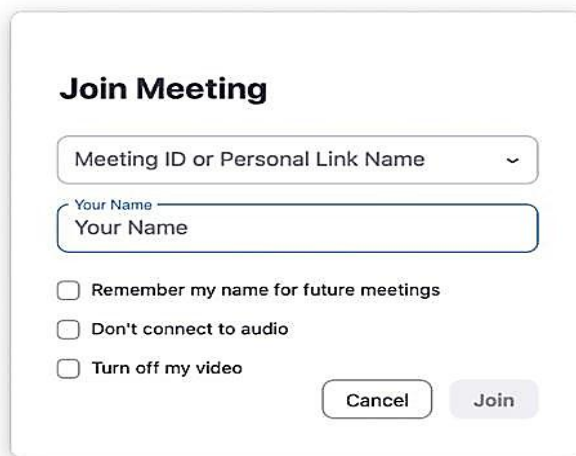 Join Meeting
Meeting ID or Personal Link Name
Your Name
Your Name
Remember my name for future meetings
Don't connect to audio
Turn off my video
Cancel Join